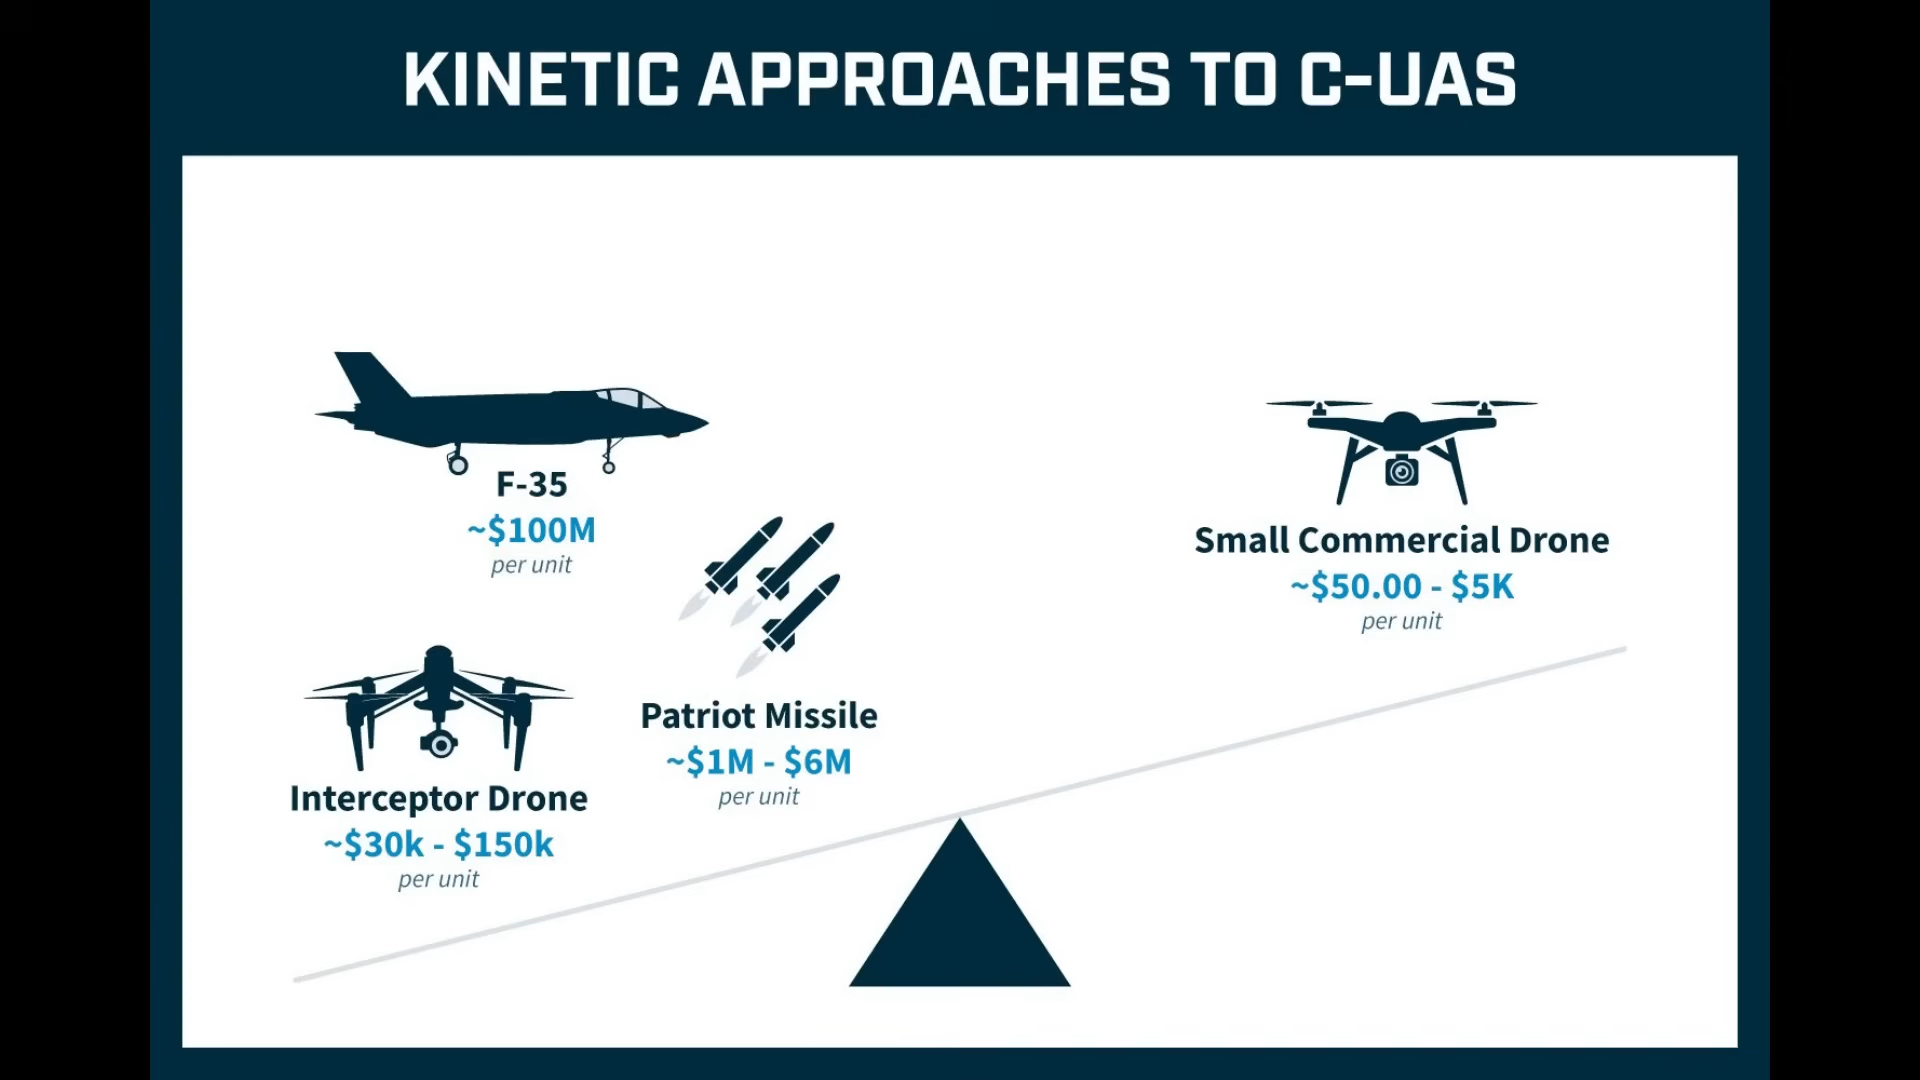 KINETIC APPROACHES TO C-UAS
F-35
~$100M
per unit
Patriot Missile
~$1M - $6M
per unit
Interceptor Drone
~$30k - $150k
per unit
Small Commercial Drone
~$50.00 - $5K
per unit